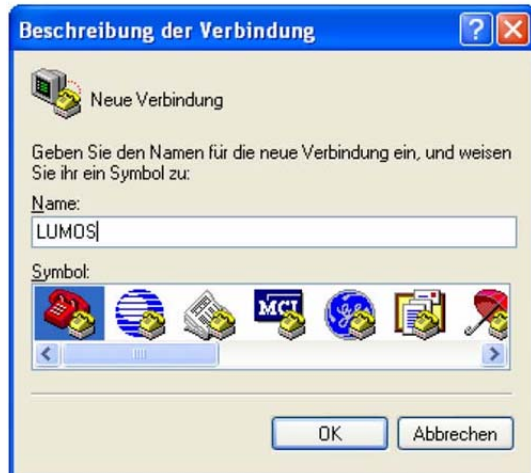 Beschreibung der Verbindung
Neue Verbindung
Geben Sie den Namen für die neue Verbindung ein, und weisen
Sie ihr ein Symbol zu:
Name:
LUMOS
Symbol:
MCI
OK
Abbrechen